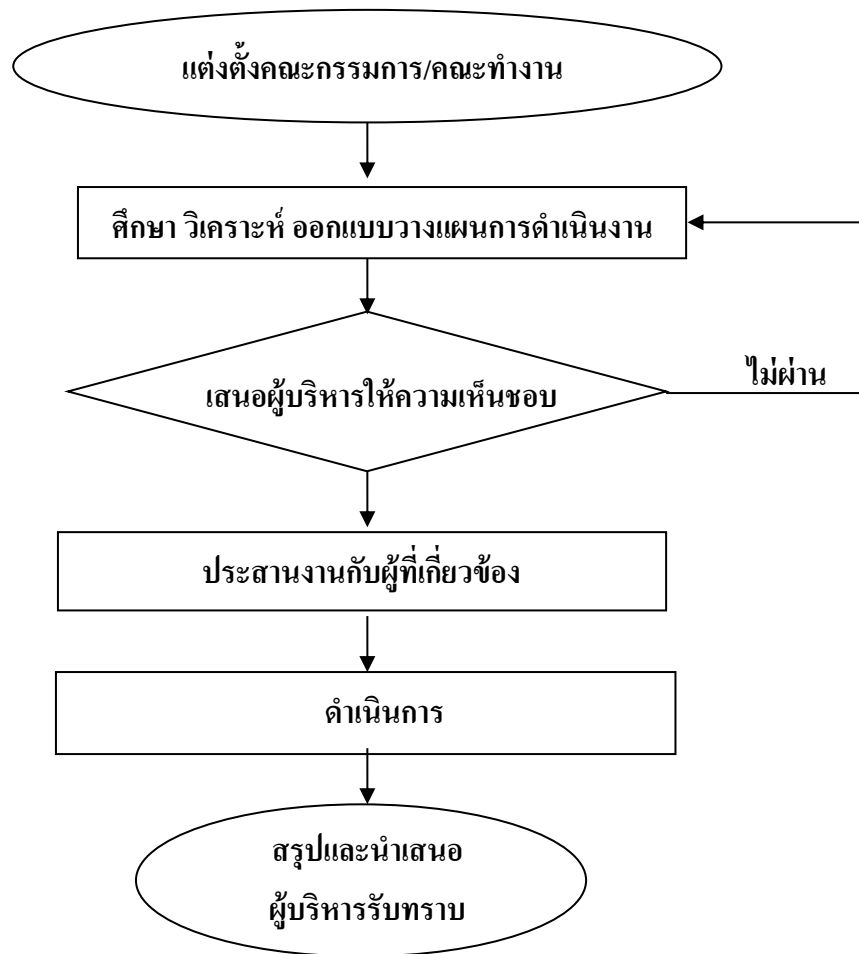 แต่งตั้งคณะกรรมการ/คณะทำงาน
ศึกษา วิเคราะห์ ออกแบบวางแผนการดำเนินงาน
เสนอผู้บริหารให้ความเห็นชอบ
ไม่ผ่าน
ประสานงานกับผู้ที่เกี่ยวข้อง
ดำเนินการ
สรุปและนำเสนอ
ผู้บริหารรับทราบ